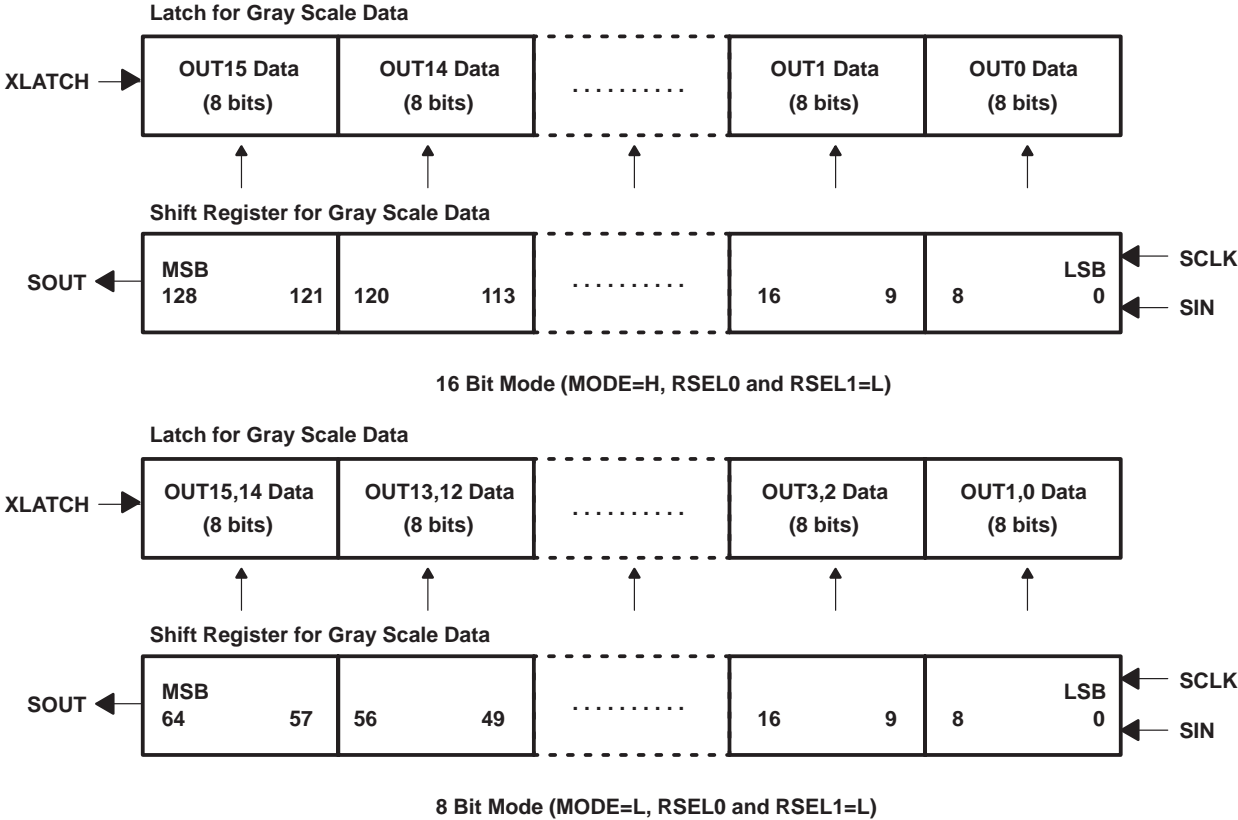 Latch for Gray Scale Data
XLATCH
OUT15 Data
(8 bits)
OUT14 Data
(8 bits)
. . . . . . . . . .
OUT1 Data
(8 bits)
OUT0 Data
(8 bits)
Shift Register for Gray Scale Data
SOUT
MSB
128 121
120 113
. . . . . . . . . .
16 9
LSB
8 0
SCLK
SIN
16 Bit Mode (MODE=H, RSEL0 and RSEL1=L)
Latch for Gray Scale Data
XLATCH
OUT15,14 Data
(8 bits)
OUT13,12 Data
(8 bits)
. . . . . . . . . .
OUT3,2 Data
(8 bits)
OUT1,0 Data
(8 bits)
Shift Register for Gray Scale Data
SOUT
MSB
64 57
56 49
. . . . . . . . . .
16 9
LSB
8 0
SCLK
SIN
8 Bit Mode (MODE=L, RSEL0 and RSEL1=L)